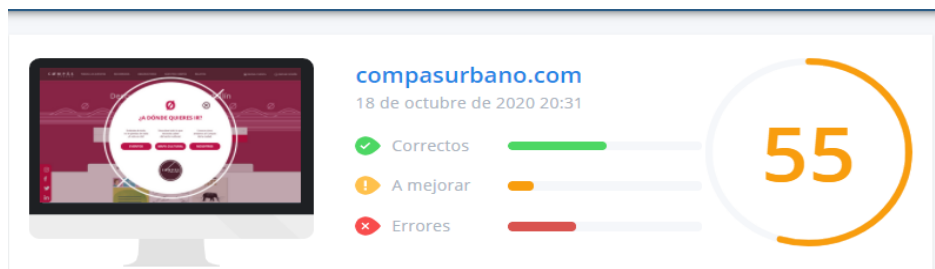 ¿A DÓNDE QUIERES IR?
compasurbano.com
18 de octubre de 2020 20:31
Correctos
A mejorar
Errores
55